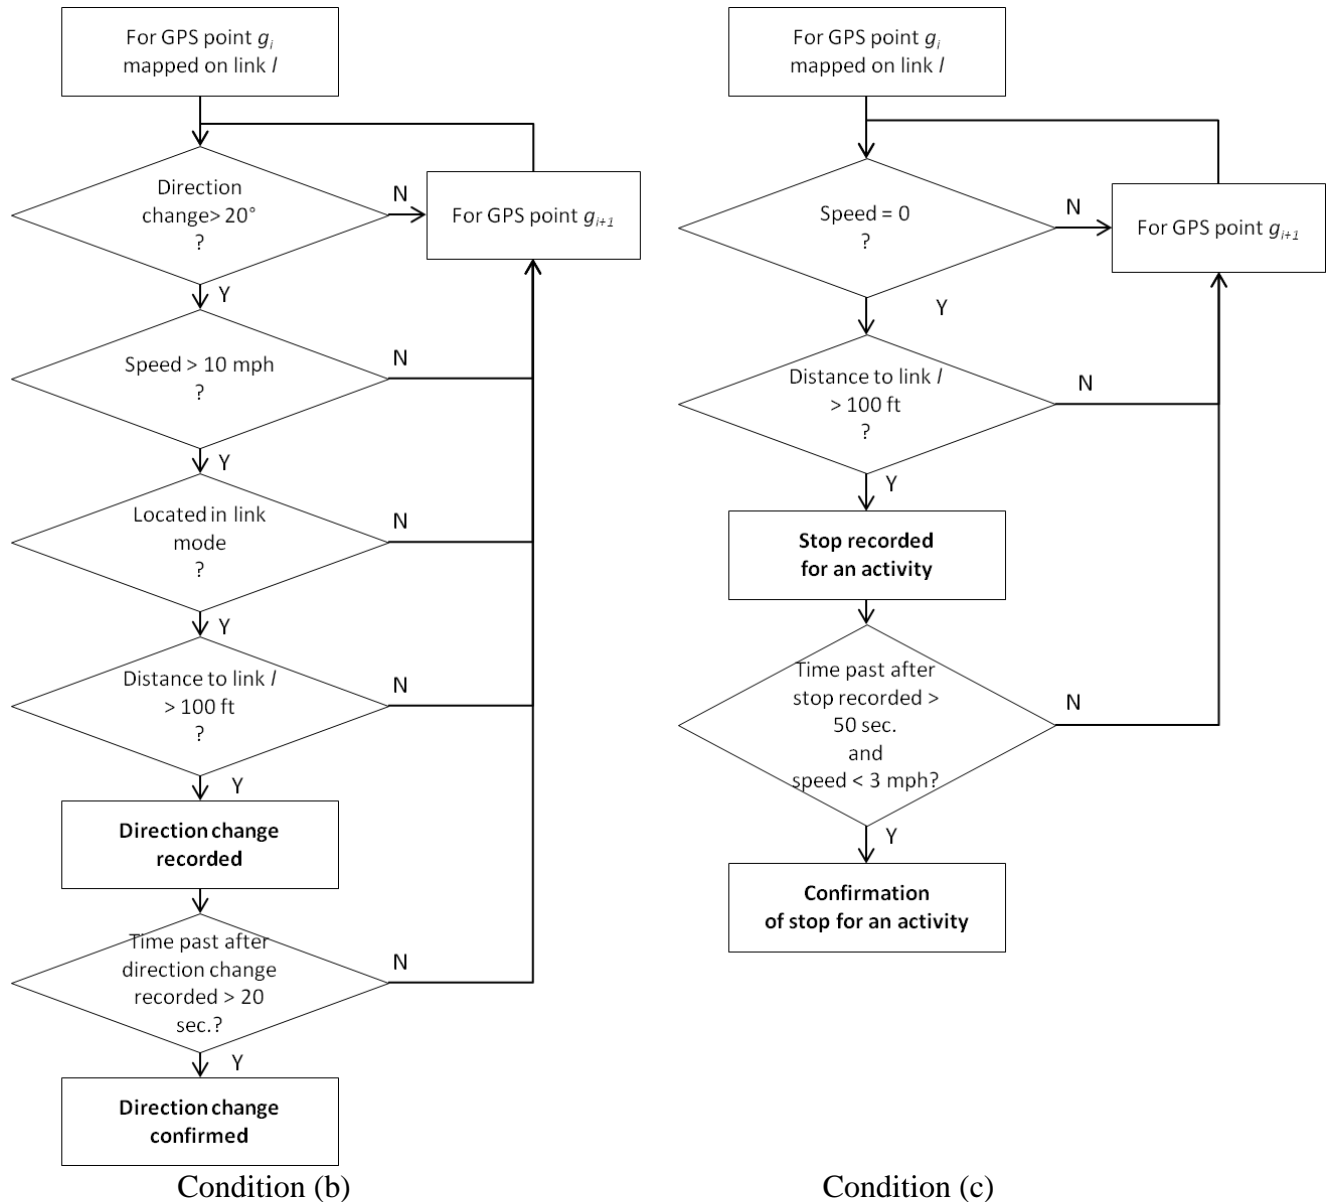 For GPS point gi
mapped on link l
Direction
change> 20°
?
N
For GPS point gi+1
Y
Speed > 10 mph
?
N
Y
Located in link
mode
?
N
Y
Distance to link l
> 100 ft
?
N
Y
Direction change
recorded
Time past after
direction change
recorded > 20
sec.?
N
Y
Direction change
confirmed
Condition (b)
For GPS point gi
mapped on link l
Speed = 0
?
N
For GPS point gi+1
Y
Distance to link l
> 100 ft
?
N
Y
Stop recorded
for an activity
Time past after
stop recorded >
50 sec.
and
speed < 3 mph?
N
Y
Confirmation
of stop for an activity
Condition (c)